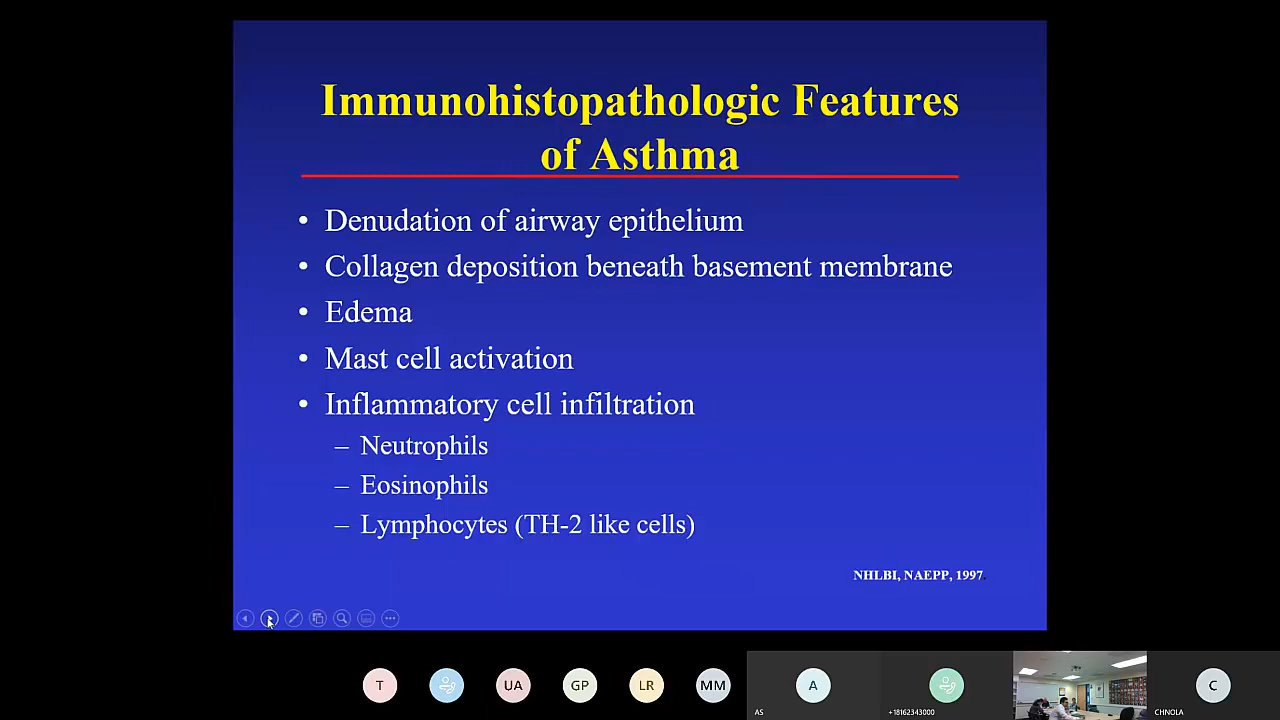 Immunohistopathologic Features
of Asthma
• Denudation of airway epithelium
• Collagen deposition beneath basement membrane
• Edema
• Mast cell activation
• Inflammatory cell infiltration
– Neutrophils
– Eosinophils
– Lymphocytes (TH-2 like cells)
NHLBI, NAEPP, 1997.
T
UA
GP
LR
MM
A
C
AS
+18162343000
CHNOLA